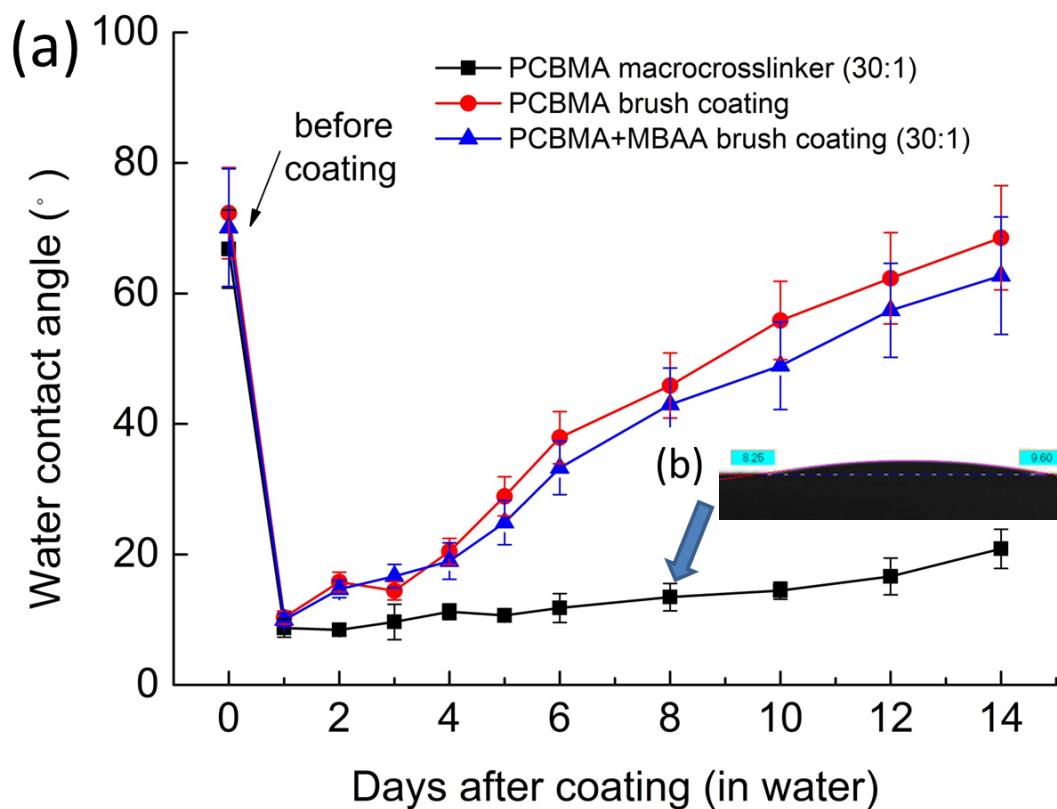 (a)
100
80
60
40
20
0
Water contact angle (°)
PCBMA macrocrosslinker (30:1)
PCBMA brush coating
PCBMA+MBAA brush coating (30:1)
before
coating
(b)
8.25
9.60
0 2 4 6 8 10 12 14
Days after coating (in water)